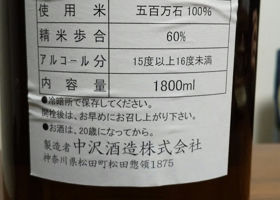 使用米 五百万石100%
精米歩合 60%
アルコール分 15度以上16度未満
内容量 1800ml
●冷暗所で保存してください。
●開栓後は、お早めにお召し上がり下さい。
●お酒は、20歳になってから。
製造者 中沢酒造株式会社
神奈川県松田町松田惣領1875